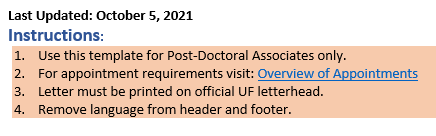 Last Updated: October 5, 2021
Instructions:
1. Use this template for Post-Doctoral Associates only.
2. For appointment requirements visit: Overview of Appointments
3. Letter must be printed on official UF letterhead.
4. Remove language from header and footer.